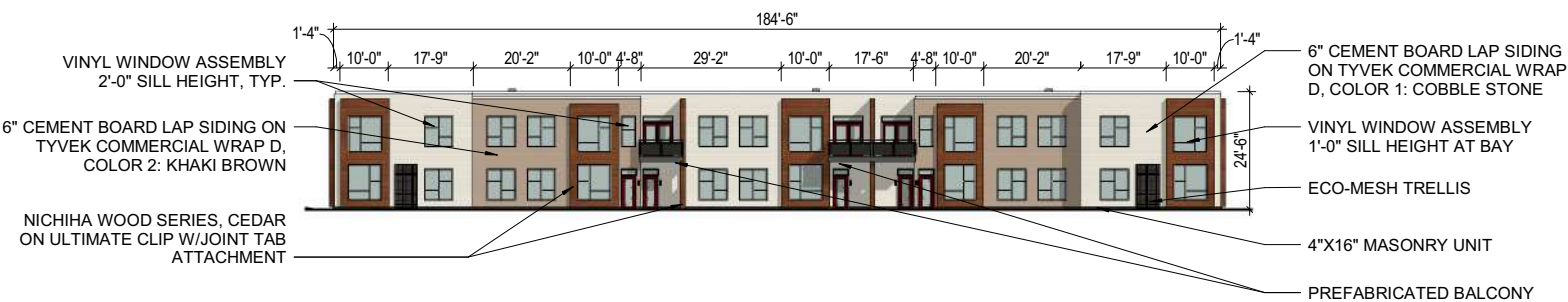 184'-6"
1'-4"
10'-0"
17'-9"
20'-2"
10'-0"
4'-8"
29'-2"
10'-0"
17'-6"
4'-8"
10'-0"
20'-2"
17'-9"
10'-0"
1'-4"
VINYL WINDOW ASSEMBLY
2'-0" SILL HEIGHT, TYP.
6" CEMENT BOARD LAP SIDING ON
TYVEK COMMERCIAL WRAP D,
COLOR 2: KHAKI BROWN
NICHIHA WOOD SERIES, CEDAR
ON ULTIMATE CLIP W/JOINT TAB
ATTACHMENT
24'-6"
6" CEMENT BOARD LAP SIDING
ON TYVEK COMMERCIAL WRAP
D, COLOR 1: COBBLE STONE
VINYL WINDOW ASSEMBLY
1'-0" SILL HEIGHT AT BAY
ECO-MESH TRELLIS
4"X16" MASONRY UNIT
PREFABRICATED BALCONY